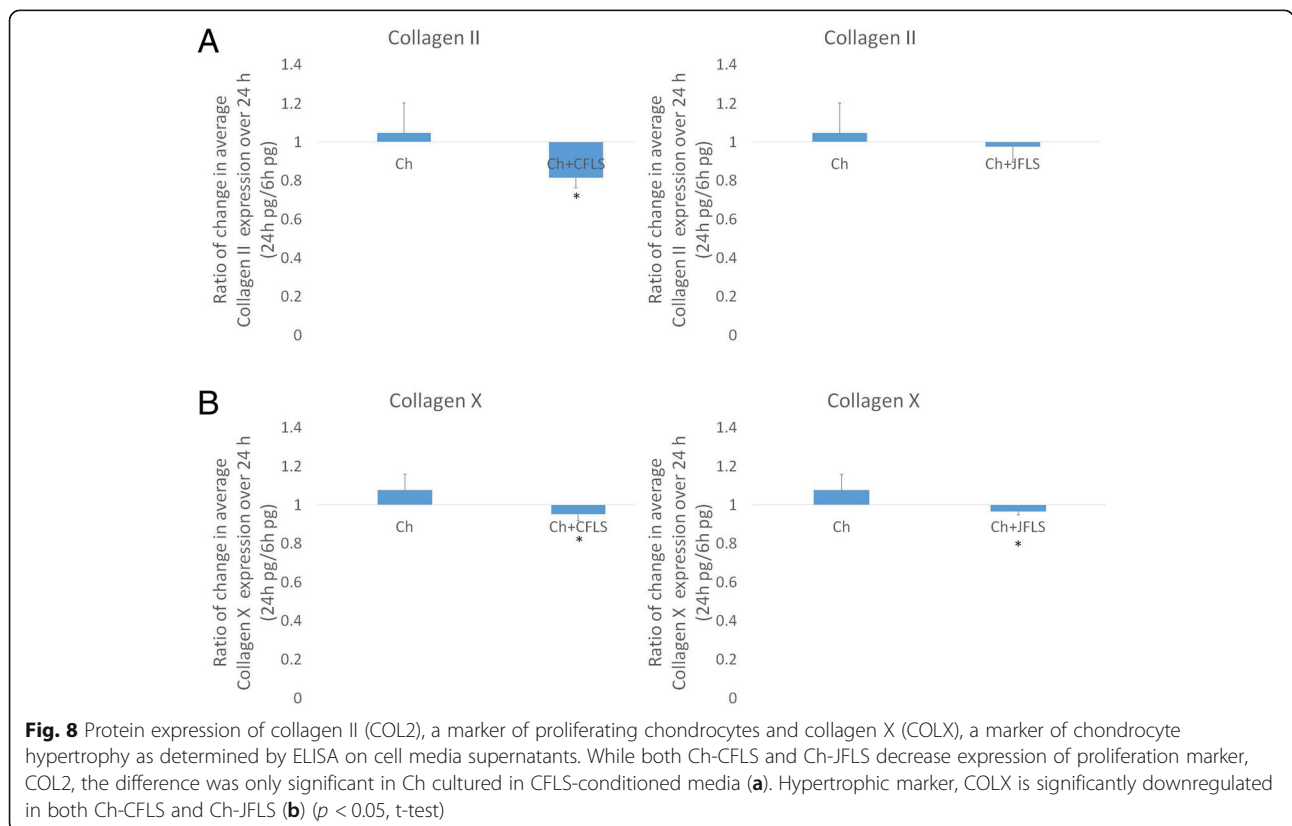 A
Collagen II
Ratio of change in average
Collagen II expression over 24 h
(24h pg/6h pg)
1.4
1.2
1
0.8
0.6
0.4
0.2
0
Ch
Ch+CFLS
*
Collagen II
Ratio of change in average
Collagen II expression over 24 h
(24h pg/6h pg)
1.4
1.2
1
0.8
0.6
0.4
0.2
0
Ch
Ch+JFLS
B
Collagen X
Ratio of change in average
Collagen X expression over 24 h
(24h pg/6h pg)
1.4
1.2
1
0.8
0.6
0.4
0.2
0
Ch
Ch+CFLS
*
Collagen X
Ratio of change in average
Collagen X expression over 24 h
(24h pg/6h pg)
1.4
1.2
1
0.8
0.6
0.4
0.2
0
Ch
Ch+JFLS
*
Fig. 8 Protein expression of collagen II (COL2), a marker of proliferating chondrocytes and collagen X (COLX), a marker of chondrocyte
hypertrophy as determined by ELISA on cell media supernatants. While both Ch-CFLS and Ch-JFLS decrease expression of proliferation marker,
COL2, the difference was only significant in Ch cultured in CFLS-conditioned media (a). Hypertrophic marker, COLX is significantly downregulated
in both Ch-CFLS and Ch-JFLS (b) (p < 0.05, t-test)